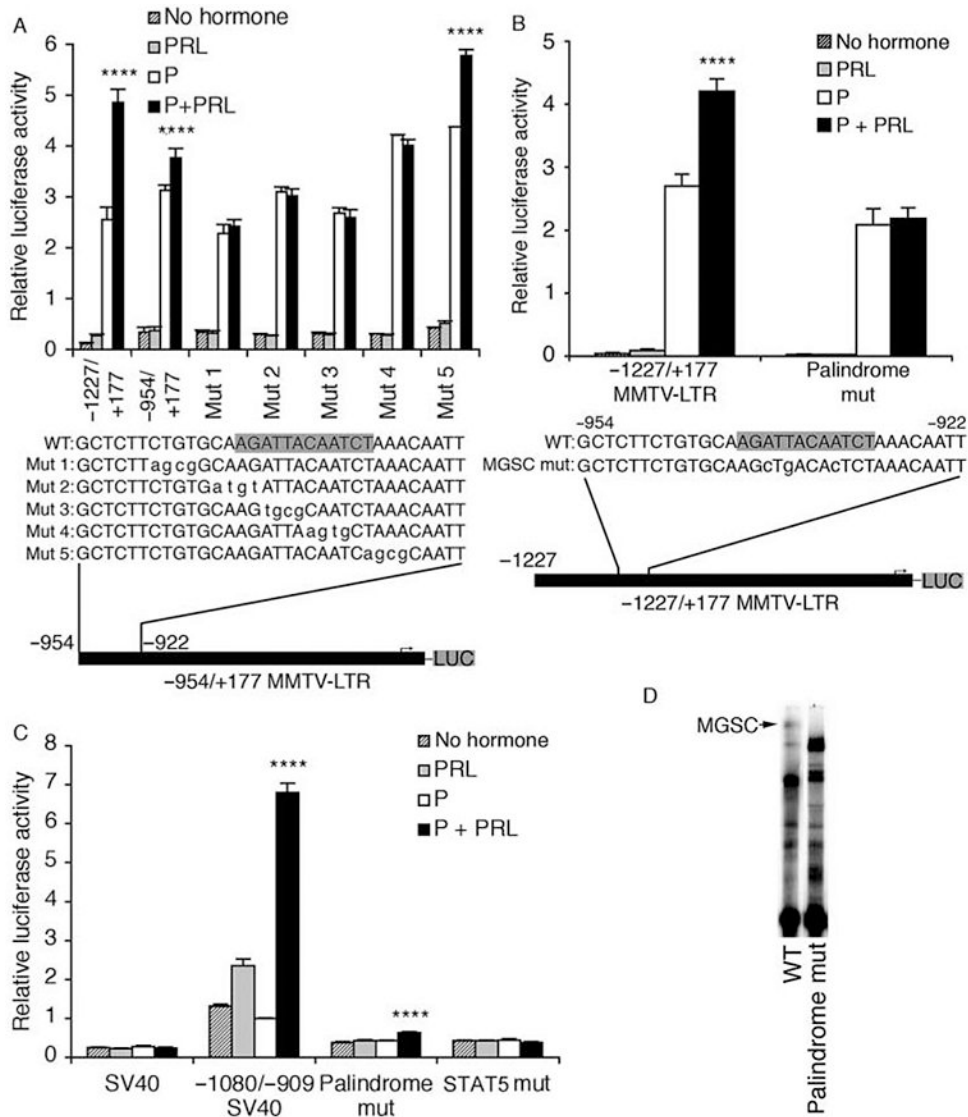 A
No hormone
PRL
P
P+PRL
Relative luciferase activity
6
5
4
3
2
1
0
****
****
****
−1227/
+177
−954/
+177
Mut 1
Mut 2
Mut 3
Mut 4
Mut 5
WT:GCTCTTCTGTGCAAGATTACAATCTAAACAATT
Mut 1:GCTCTTagcgGCAAGATTACAATCTAAACAATT
Mut 2:GCTCTTCTGTGatgtATTACAATCTAAACAATT
Mut 3:GCTCTTCTGTGCAAGtgcgCAATCTAAACAATT
Mut 4:GCTCTTCTGTGCAAGATTAagtgCTAAACAATT
Mut 5:GCTCTTCTGTGCAAGATTACAATCagcgCAATT
−954
−922
LUC
−954/+177 MMTV-LTR
B
No hormone
PRL
P
P + PRL
Relative luciferase activity
5
4
3
2
1
0
****
−1227/+177
MMTV-LTR
Palindrome
mut
−954
−922
WT:GCTCTTCTGTGCAAGATTACAATCTAAACAATT
MGSC mut:GCTCTTCTGTGCAAGcTgACAcTCTAAACAATT
−1227
LUC
−1227/+177 MMTV-LTR
C
No hormone
PRL
P
P + PRL
Relative luciferase activity
8
7
6
5
4
3
2
1
0
****
****
SV40
−1080/−909
SV40
Palindrome
mut
STAT5 mut
D
MGSC
WT
Palindrome mut